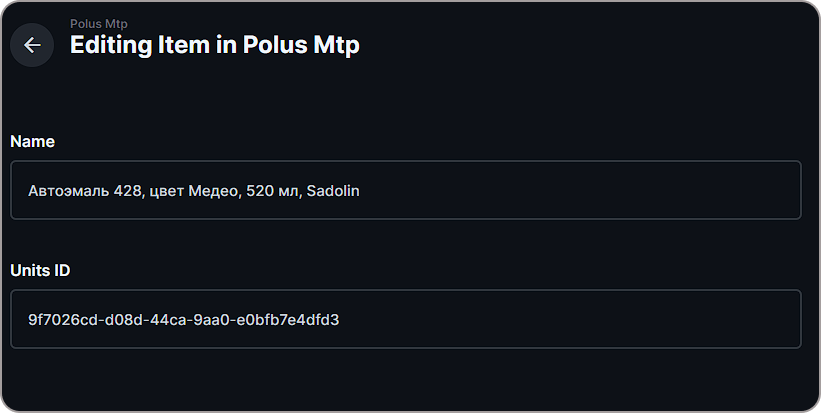 Polus Mtp
Editing Item in Polus Mtp
Name
Автоэмаль 428, цвет Медео, 520 мл, Sadolin
Units ID
9f7026cd-d08d-44ca-9aa0-e0bfb7e4dfd3